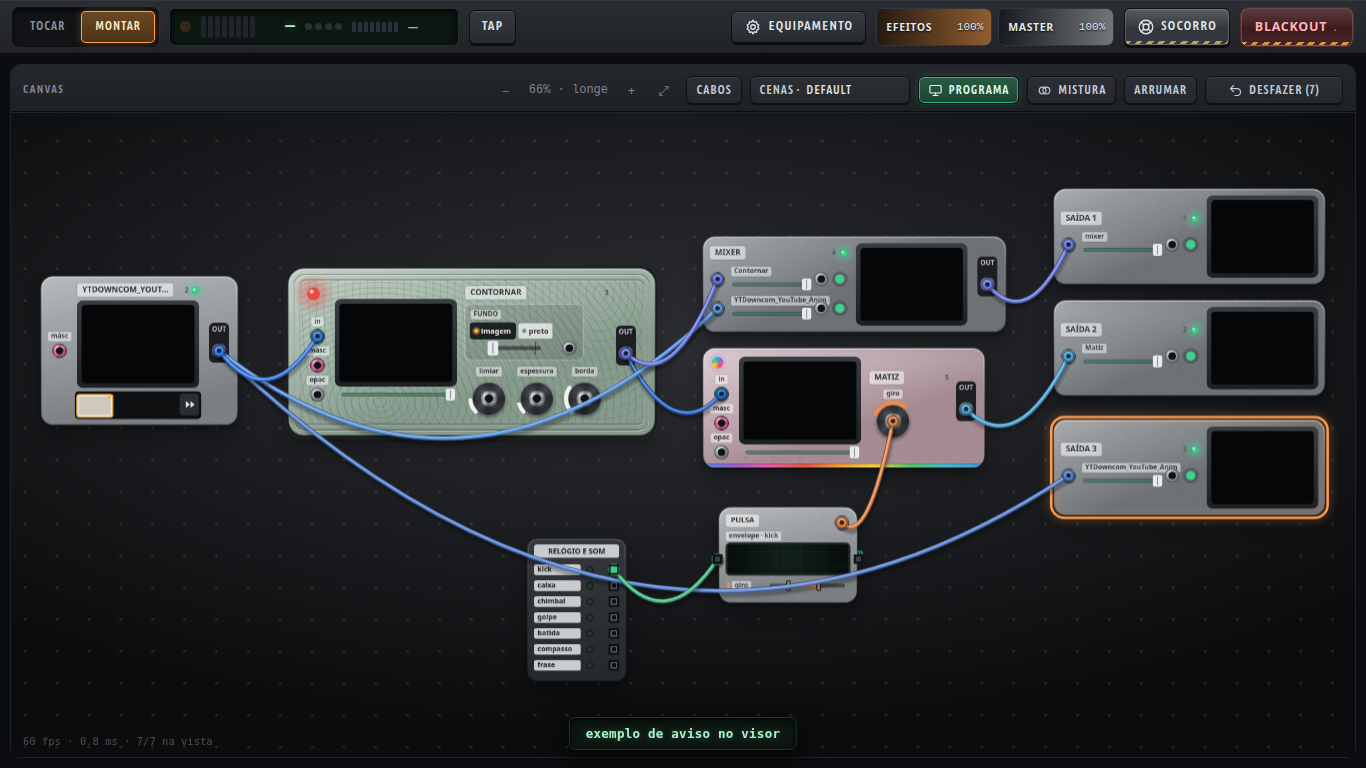 TOCAR
MONTAR
TAP
EQUIPAMENTO
EFEITOS 100%
MASTER 100%
SOCORRO
BLACKOUT
CANVAS
– 66% · longe +
CABOS
CENAS · DEFAULT
PROGRAMA
MISTURA
ARRUMAR
DESFAZER (7)
YTDOWNCOM_YOUT… 2
másc
OUT
CONTORNAR 3
in
másc
opac
FUNDO
imagem
preto
limiar
espessura
borda
OUT
MIXER 4
Contornar
YTDowncom_YouTube_Anim
OUT
MATIZ 5
in
másc
opac
giro
OUT
SAÍDA 1 1
mixer
SAÍDA 2 2
Matiz
SAÍDA 3 3
YTDowncom_YouTube_Anim
PULSA
envelope · kick
giro
RELÓGIO E SOM
kick
caixa
chimbal
golpe
batida
compasso
frase
exemplo de aviso no visor
60 fps · 0,8 ms · 7/7 na vista